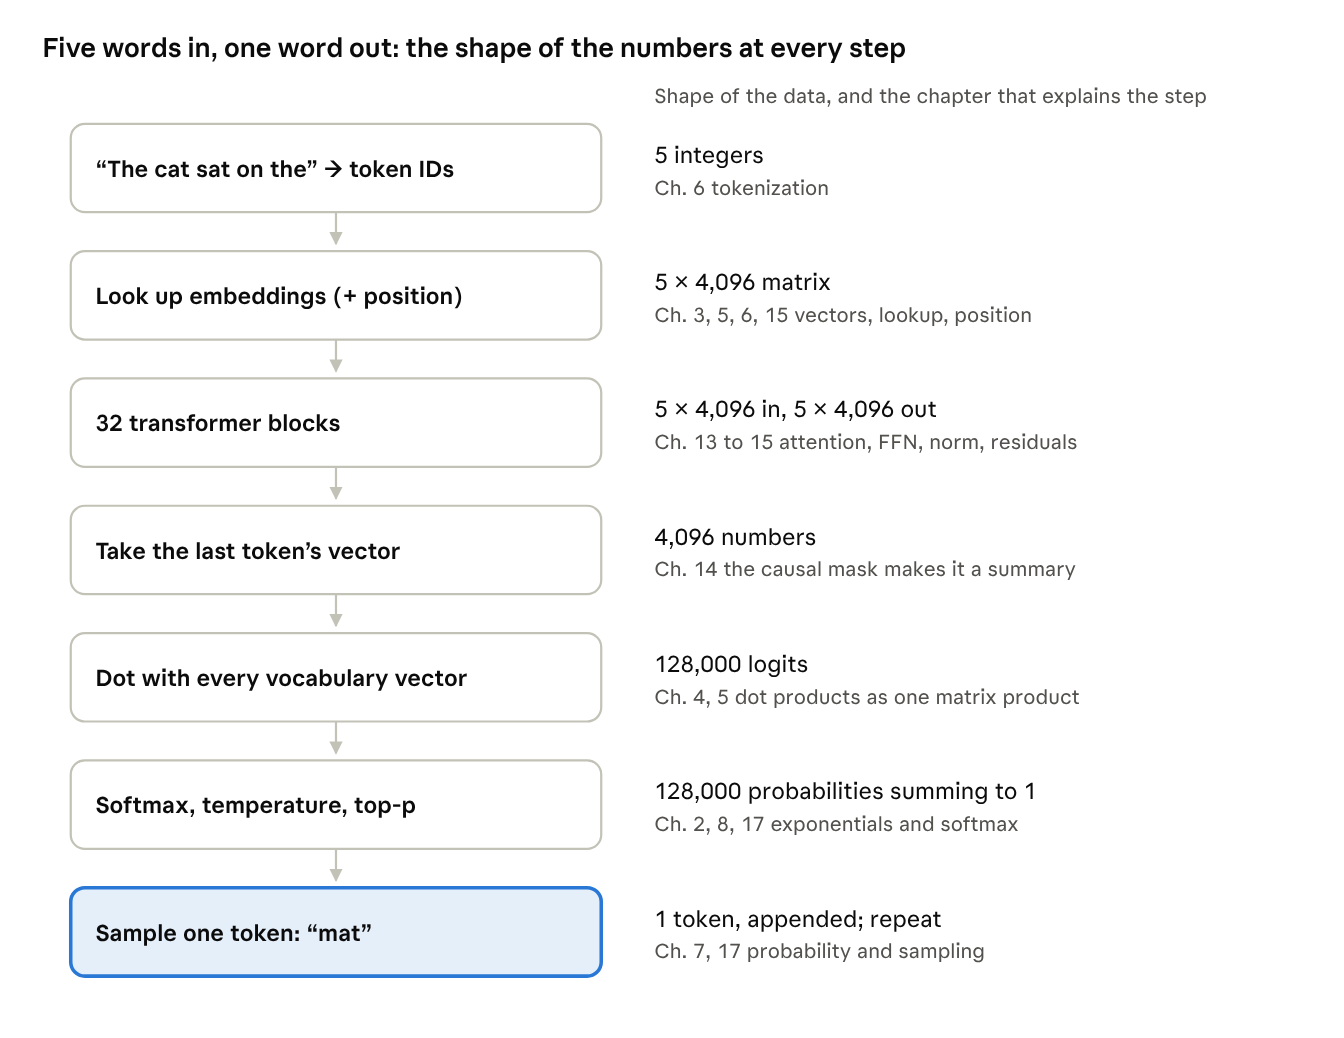 Five words in, one word out: the shape of the numbers at every step
Shape of the data, and the chapter that explains the step
“The cat sat on the” → token IDs
5 integers
Ch. 6 tokenization
Look up embeddings (+ position)
5 × 4,096 matrix
Ch. 3, 5, 6, 15 vectors, lookup, position
32 transformer blocks
5 × 4,096 in, 5 × 4,096 out
Ch. 13 to 15 attention, FFN, norm, residuals
Take the last token’s vector
4,096 numbers
Ch. 14 the causal mask makes it a summary
Dot with every vocabulary vector
128,000 logits
Ch. 4, 5 dot products as one matrix product
Softmax, temperature, top-p
128,000 probabilities summing to 1
Ch. 2, 8, 17 exponentials and softmax
Sample one token: “mat”
1 token, appended; repeat
Ch. 7, 17 probability and sampling